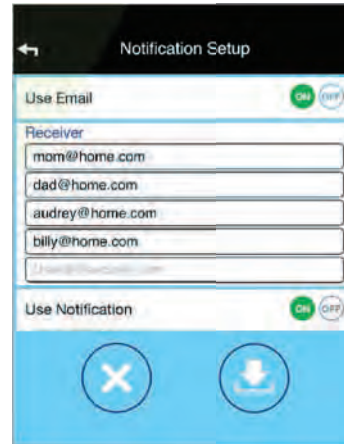 Notification Setup
Use Email
ON OFF
Receiver
mom@home.com
dad@home.com
audrey@home.com
billy@home.com
Use Notification
ON OFF